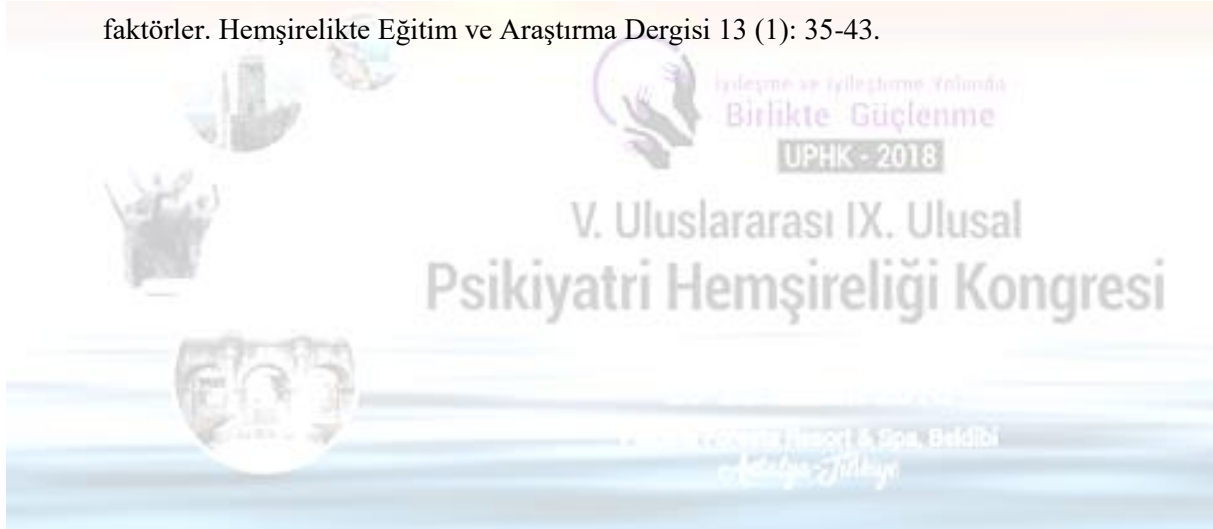 faktörler. Hemşirelikte Eğitim ve Araştırma Dergisi 13 (1): 35-43.
İyileşme ve İyileştirme Yolunda
Birlikte Güçlenme
UPHK - 2018
V. Uluslararası IX. Ulusal
Psikiyatri Hemşireliği Kongresi
Resort & Spa, Beldibi
Antalya-Türkiye